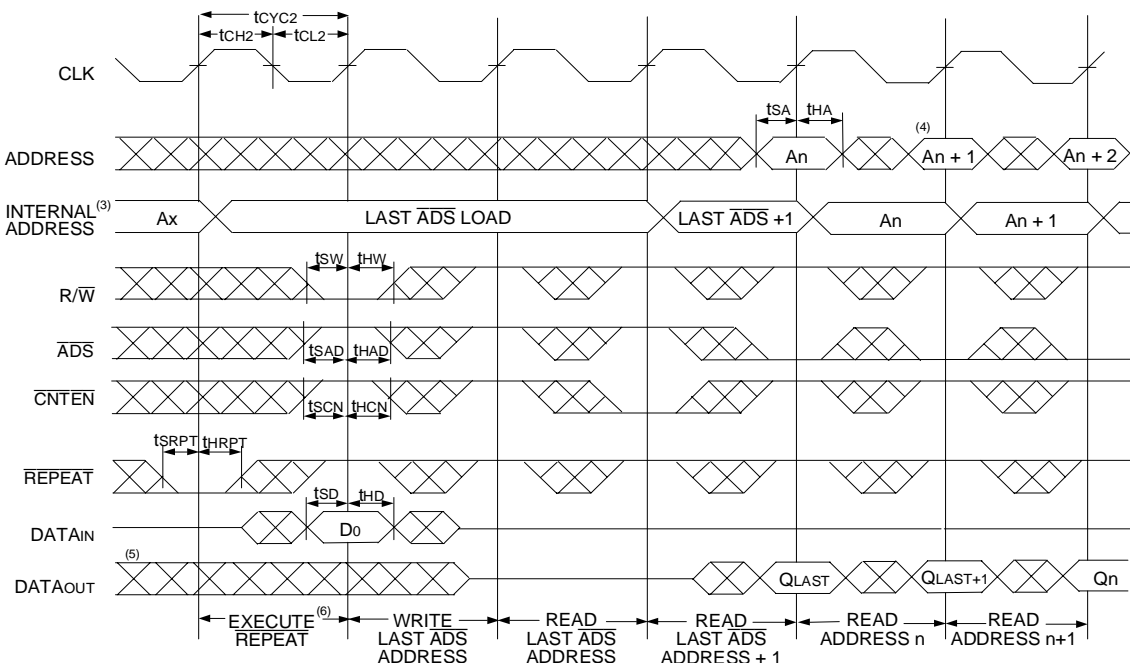 tCYC2
tCH2 tCL2
CLK
tSA tHA
(4)
ADDRESS An An + 1 An + 2
INTERNAL(3) ADDRESS Ax LAST ADS LOAD LAST ADS +1 An An + 1
tSW tHW
R/W
ADS
tSAD tHAD
CNTEN
tSCN tHCN
tSRPT tHRPT
REPEAT
tSD tHD
DATAIN D0
(5)
DATAOUT QLAST QLAST+1 Qn
EXECUTE(6) REPEAT
WRITE LAST ADS ADDRESS
READ LAST ADS ADDRESS
READ LAST ADS ADDRESS + 1
READ ADDRESS n
READ ADDRESS n+1